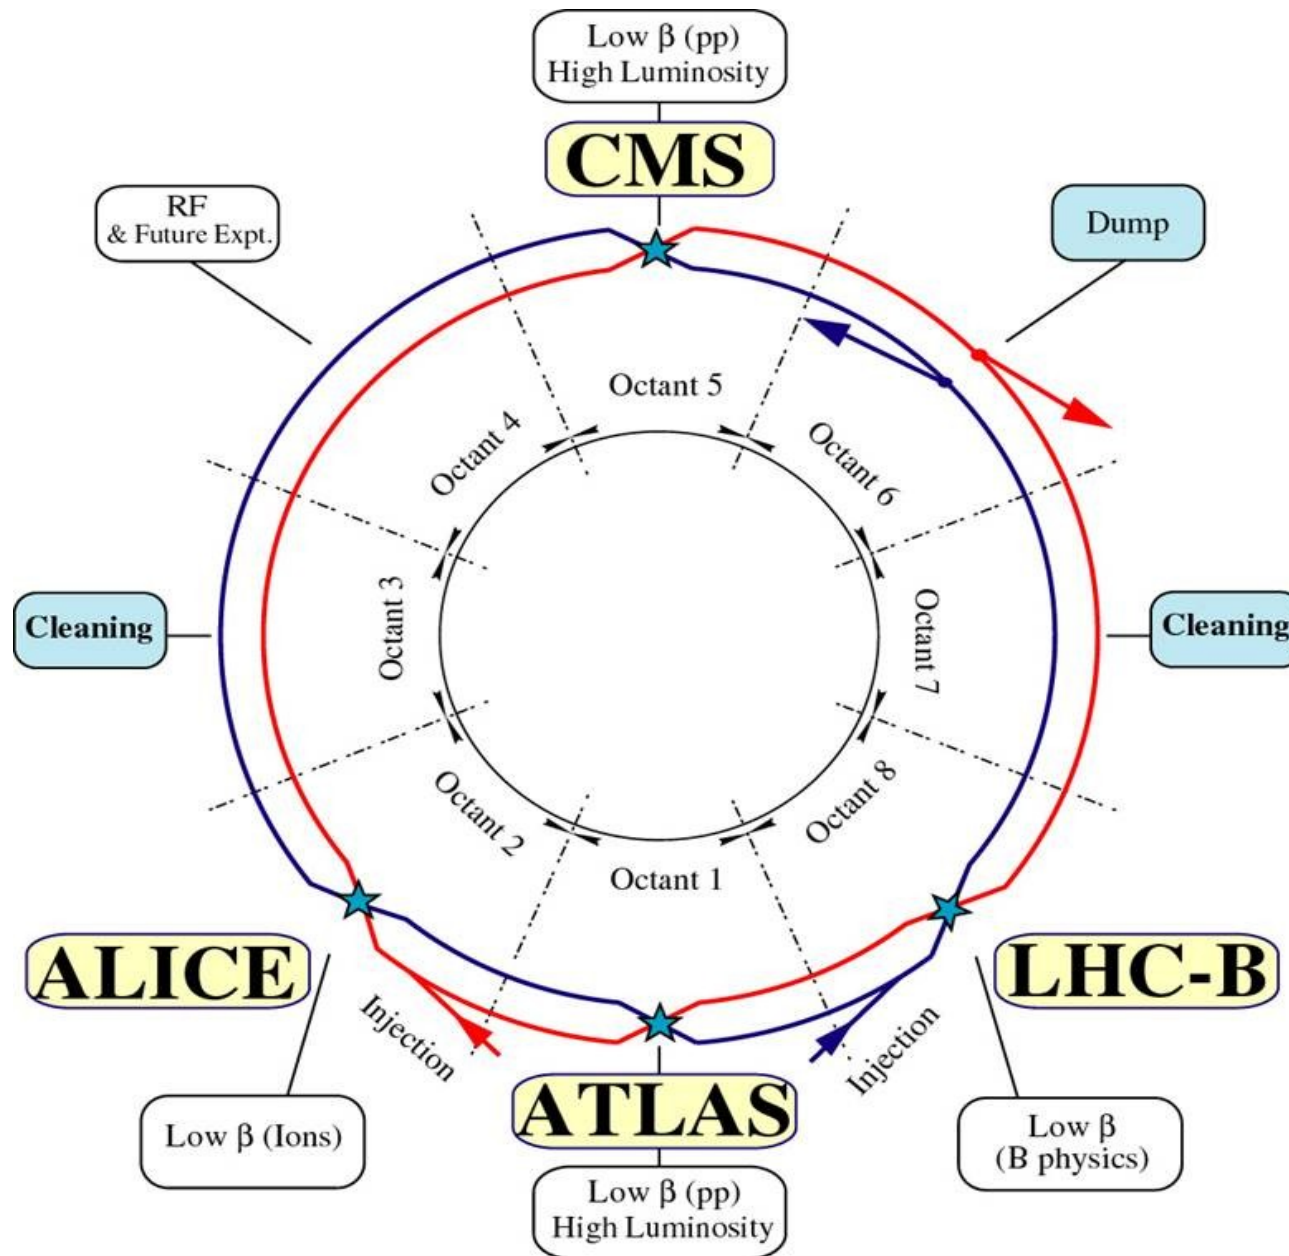 Low β (pp)
High Luminosity
CMS
RF
& Future Expt.
Dump
Octant 5
Octant 4
Octant 6
Cleaning
Octant 3
Octant 7
Cleaning
Octant 2
Octant 8
Octant 1
ALICE
LHC-B
Injection
Injection
ATLAS
Low β (Ions)
Low β
(B physics)
Low β (pp)
High Luminosity